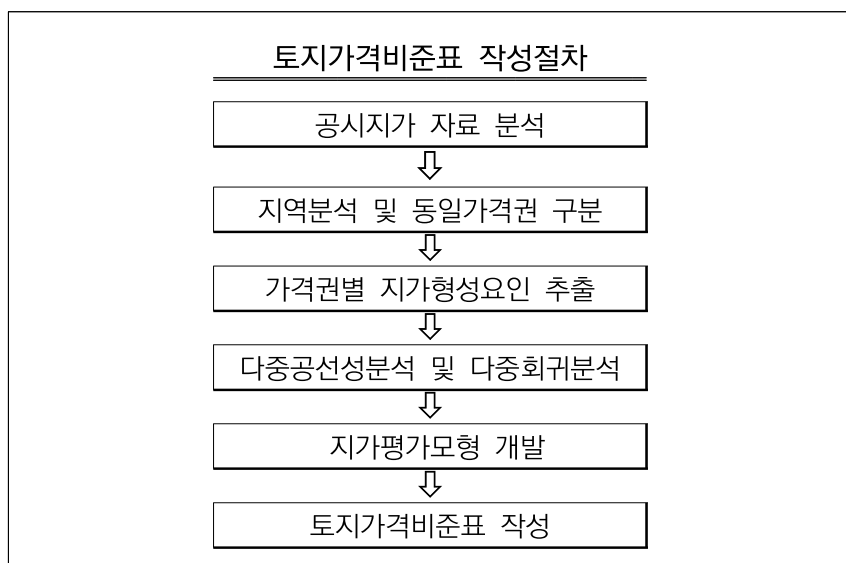 토지가격비준표 작성절차
공시지가 자료 분석
지역분석 및 동일가격권 구분
가격권별 지가형성요인 추출
다중공선성분석 및 다중회귀분석
지가평가모형 개발
토지가격비준표 작성